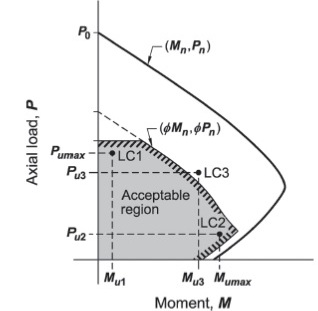 P₀
(Mₙ, Pₙ)
Axial load, P
(ϕMₙ, ϕPₙ)
Pᵤₘₐₓ
LC1
Pᵤ₃
LC3
Acceptable
region
LC2
Pᵤ₂
Mᵤ₁
Mᵤ₃
Mᵤₘₐₓ
Moment, M